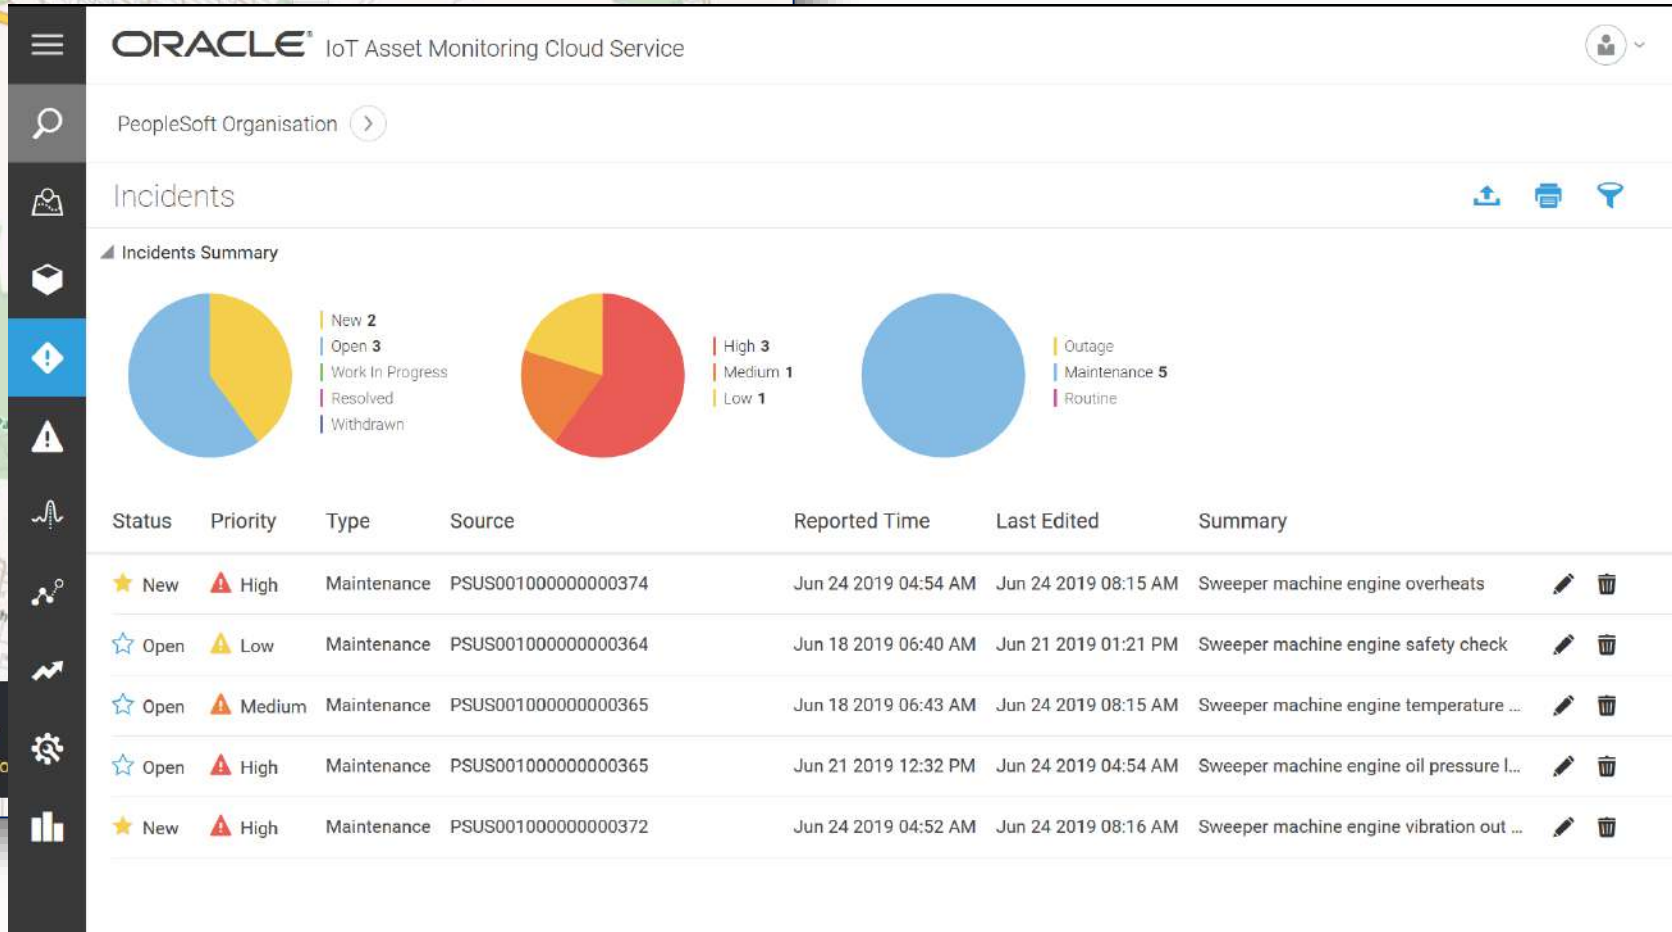 ORACLE® IoT Asset Monitoring Cloud Service
PeopleSoft Organisation
Incidents
Incidents Summary
New 2
Open 3
Work In Progress
Resolved
Withdrawn
High 3
Medium 1
Low 1
Outage
Maintenance 5
Routine
Status Priority Type Source Reported Time Last Edited Summary
New High Maintenance PSUS001000000000374 Jun 24 2019 04:54 AM Jun 24 2019 08:15 AM Sweeper machine engine overheats
Open Low Maintenance PSUS001000000000364 Jun 18 2019 06:40 AM Jun 21 2019 01:21 PM Sweeper machine engine safety check
Open Medium Maintenance PSUS001000000000365 Jun 18 2019 06:43 AM Jun 24 2019 08:15 AM Sweeper machine engine temperature ...
Open High Maintenance PSUS001000000000365 Jun 21 2019 12:32 PM Jun 24 2019 04:54 AM Sweeper machine engine oil pressure l...
New High Maintenance PSUS001000000000372 Jun 24 2019 04:52 AM Jun 24 2019 08:16 AM Sweeper machine engine vibration out ...